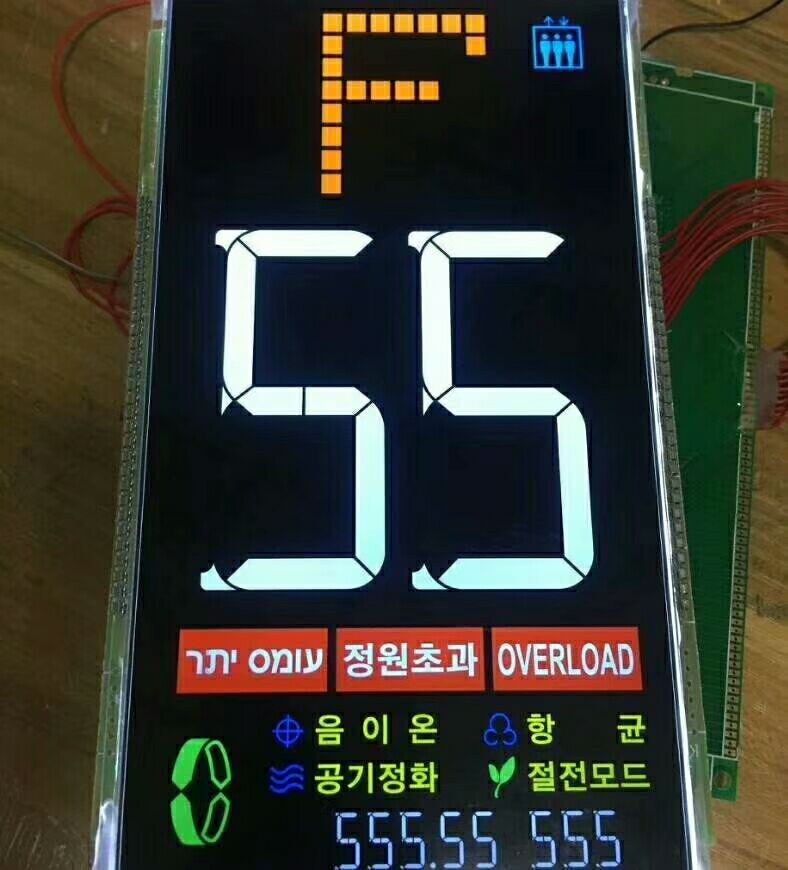 F
55
עומס יתר 정원초과 OVERLOAD
음이온 항균
공기정화 절전모드
555.55 555